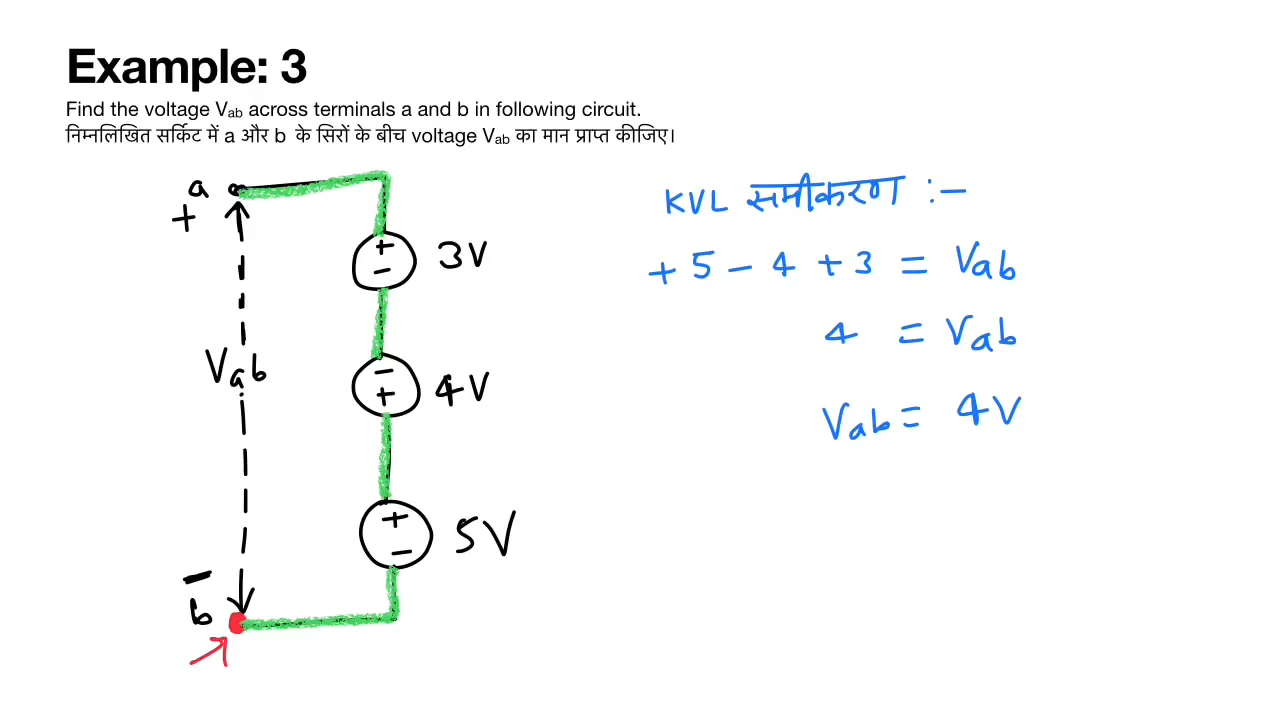 Example: 3
Find the voltage Vab across terminals a and b in following circuit.
निम्नलिखित सर्किट में a और b के सिरों के बीच voltage Vab का मान प्राप्त कीजिए।
a
+
+
−
3V
Vab
−
+
4V
+
−
5V
−
b
KVL समीकरण :-
+ 5 - 4 + 3 = Vab
4 = Vab
Vab = 4V